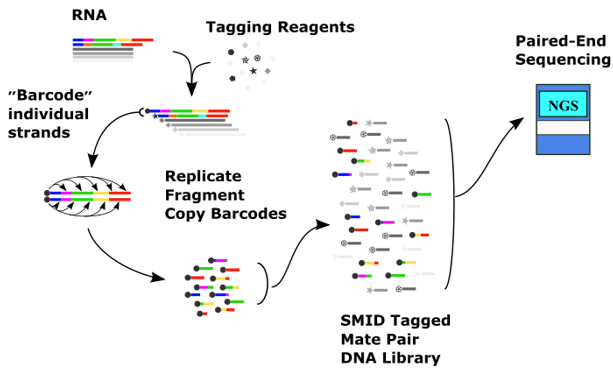 RNA
Tagging Reagents
"Barcode"
individual
strands
Replicate
Fragment
Copy Barcodes
SMID Tagged
Mate Pair
DNA Library
Paired-End
Sequencing
NGS